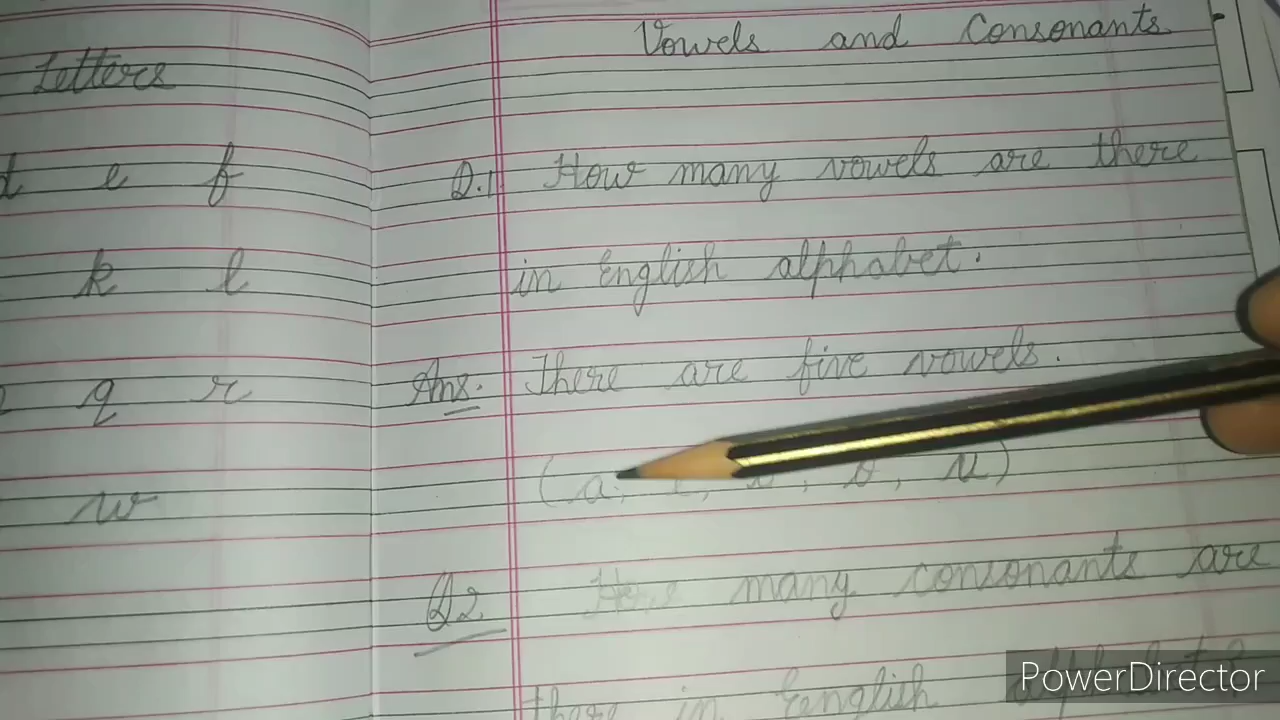 Letters
d e f
k l
q r
w
Vowels and Consonants
Q.1 How many vowels are there
in English alphabet.
Ans. There are five vowels.
(a, e, i, o, u)
Q2 How many consonants are
there in English alphabet?
PowerDirector